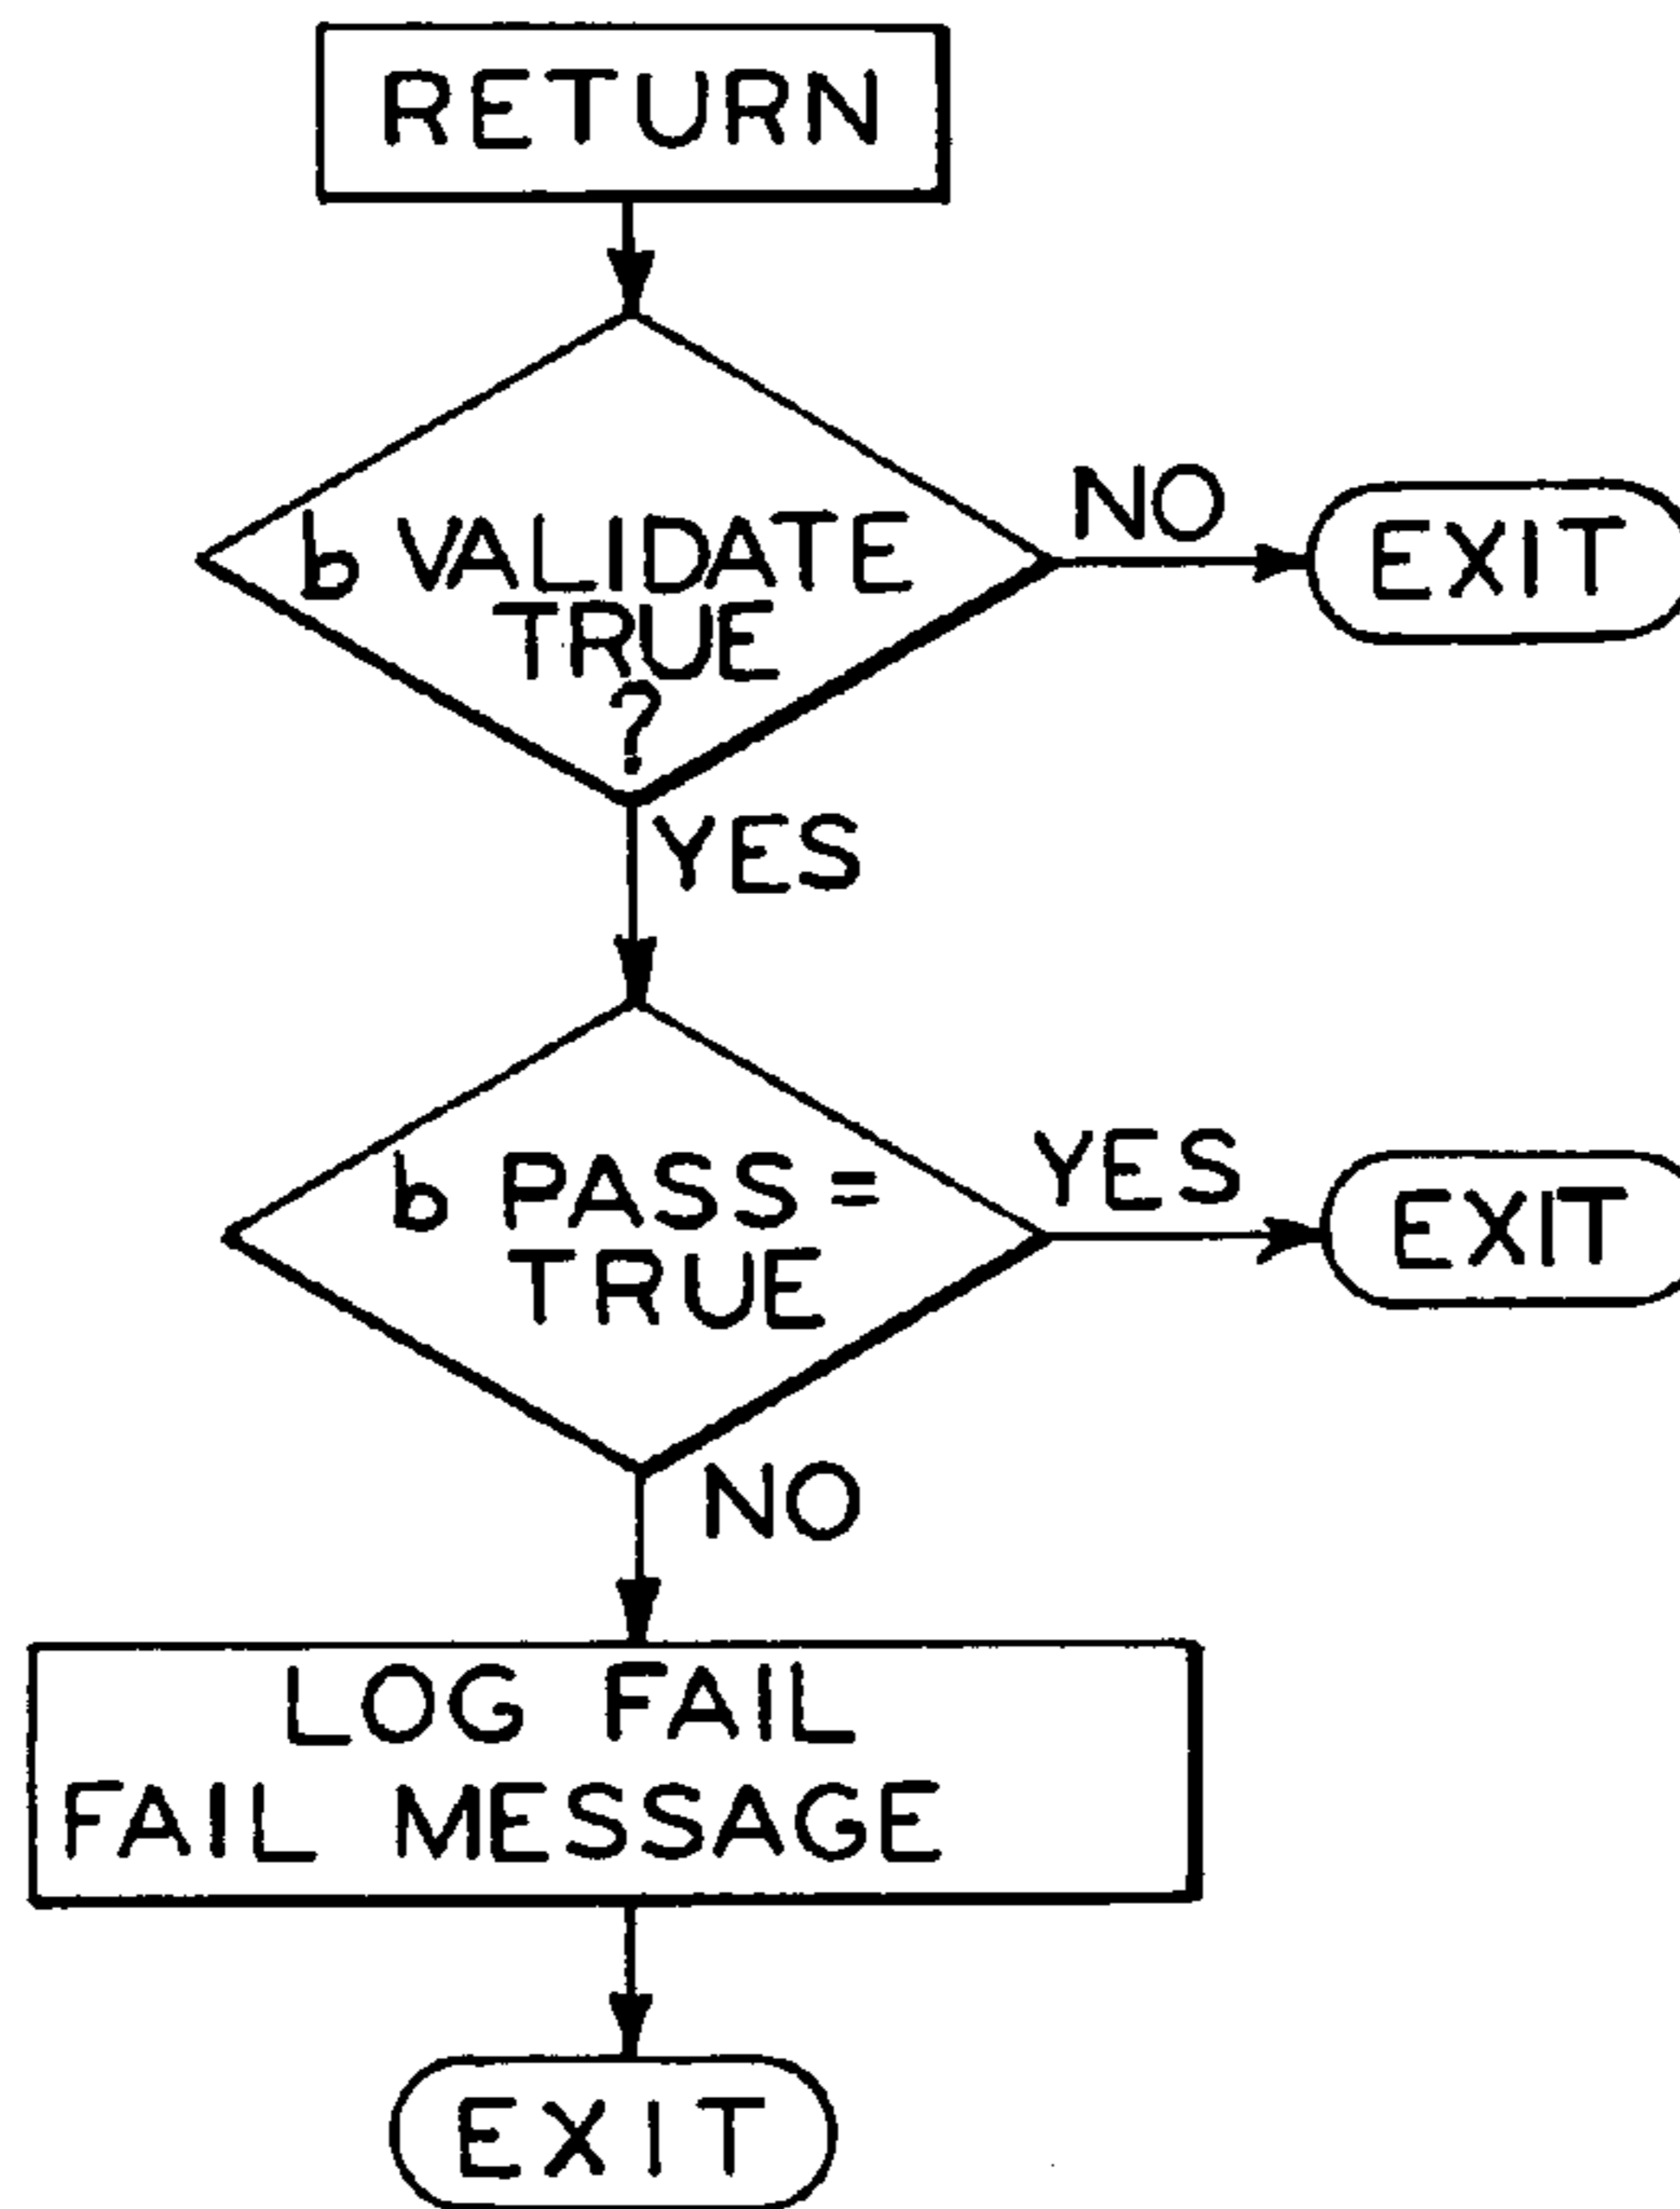 RETURN
b VALIDATE
TRUE
?
NO
EXIT
YES
b PASS =
TRUE
YES
EXIT
NO
LOG FAIL
FAIL MESSAGE
EXIT